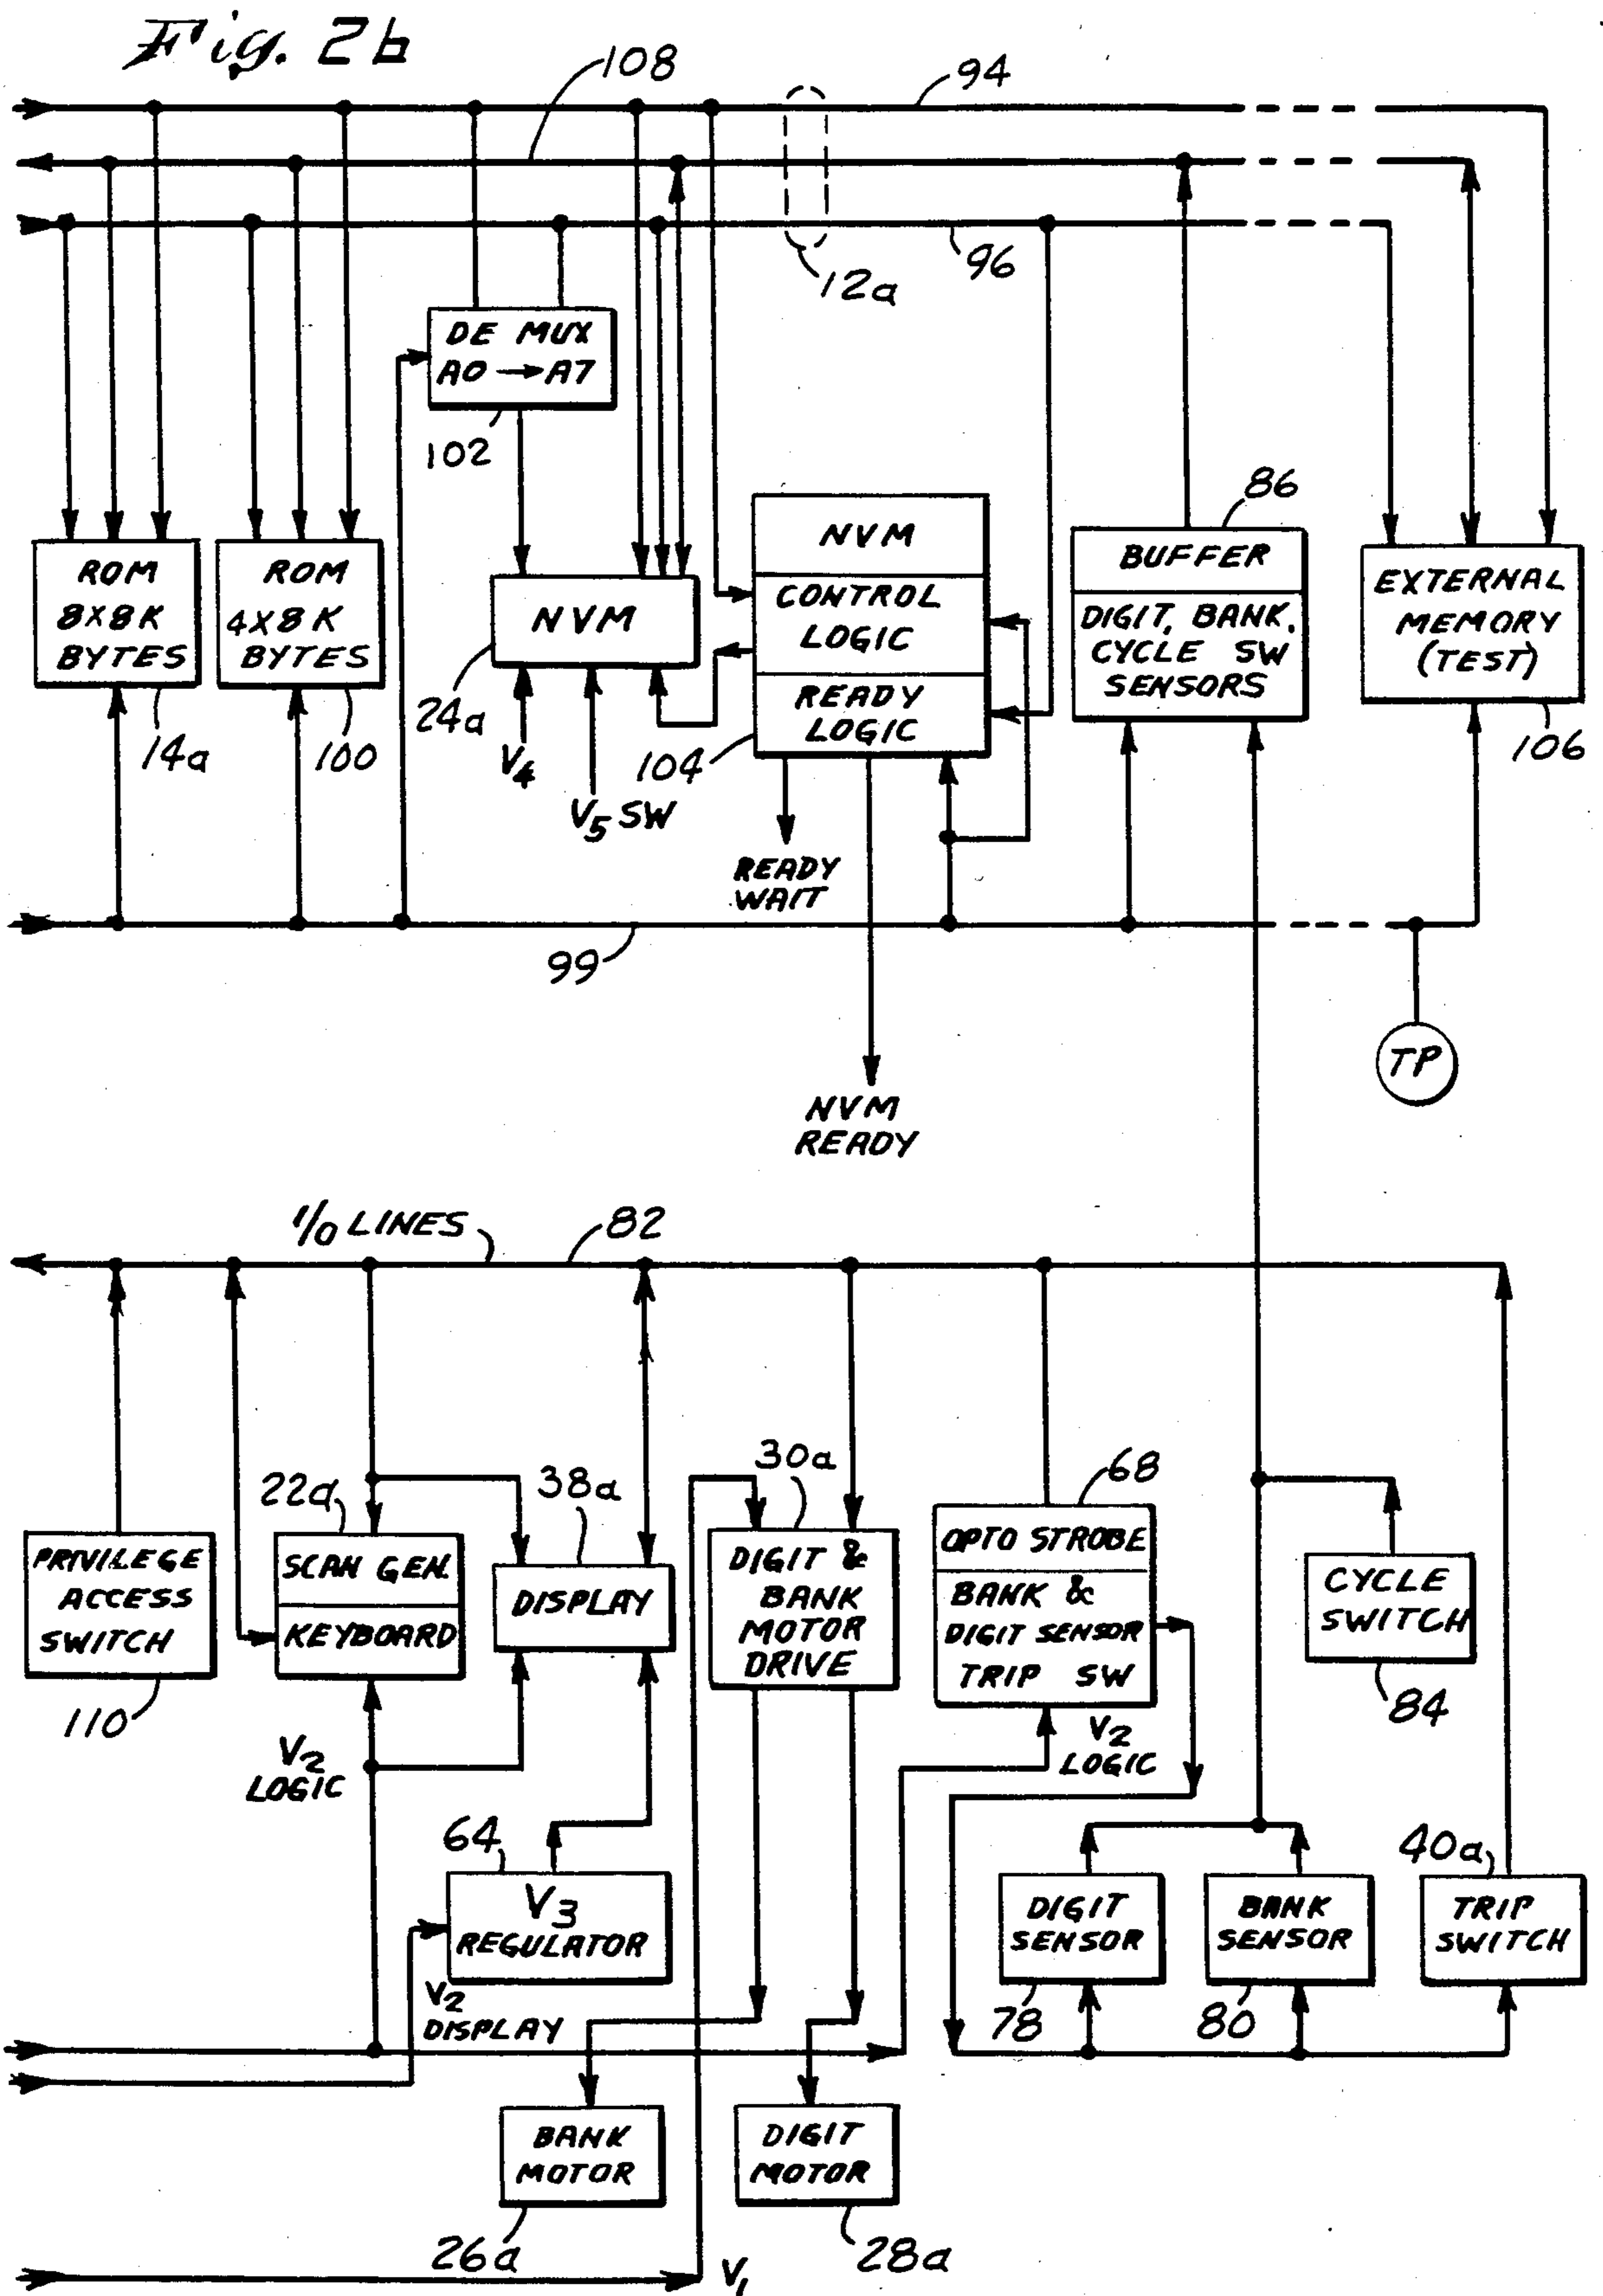 Fig. 2b
108
94
96
12a
DE MUX
A0 → A7
102
ROM
8X8K
BYTES
14a
ROM
4X8K
BYTES
100
NVM
24a
V4
V5 SW
NVM
CONTROL
LOGIC
READY
LOGIC
104
READY
WAIT
NVM
READY
86
BUFFER
DIGIT, BANK,
CYCLE SW
SENSORS
EXTERNAL
MEMORY
(TEST)
106
99
TP
I/O LINES
82
PRIVILEGE
ACCESS
SWITCH
110
22a
SCAN GEN.
KEYBOARD
38a
DISPLAY
30a
DIGIT &
BANK
MOTOR
DRIVE
68
OPTO STROBE
BANK &
DIGIT SENSOR
TRIP SW
CYCLE
SWITCH
84
V2
LOGIC
V2
LOGIC
64
V3
REGULATOR
V2
DISPLAY
DIGIT
SENSOR
78
BANK
SENSOR
80
40a
TRIP
SWITCH
BANK
MOTOR
26a
DIGIT
MOTOR
28a
V1